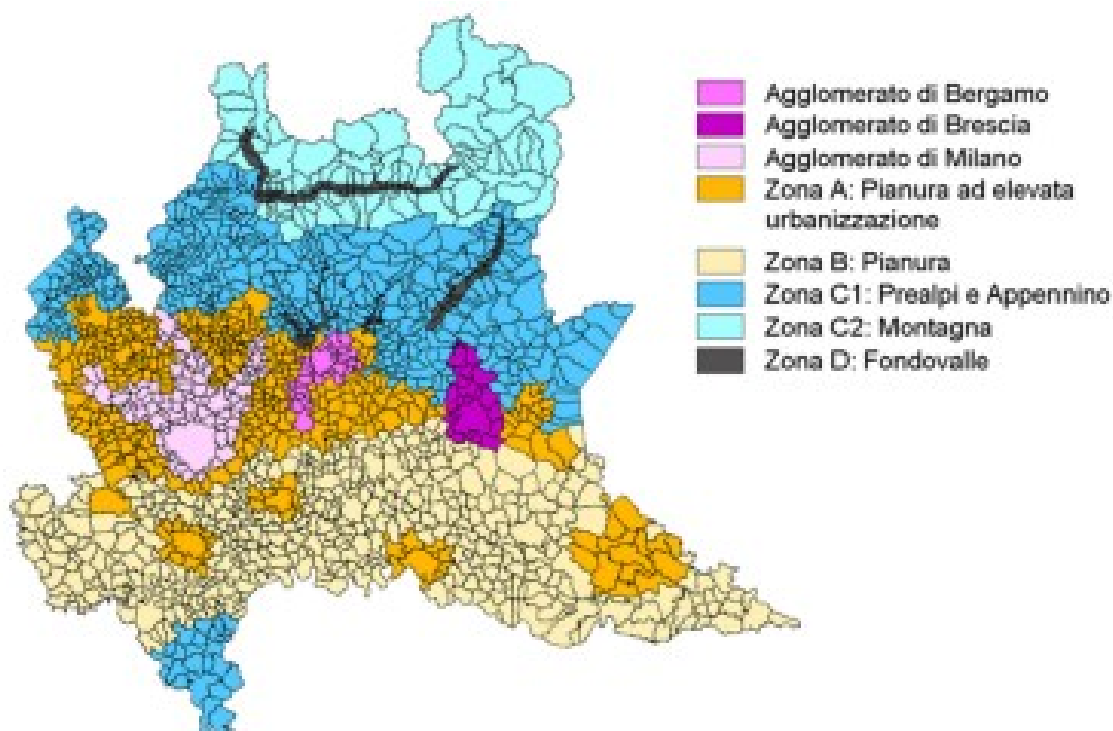 Agglomerato di Bergamo
Agglomerato di Brescia
Agglomerato di Milano
Zona A: Pianura ad elevata
urbanizzazione
Zona B: Pianura
Zona C1: Prealpi e Appennino
Zona C2: Montagna
Zona D: Fondovalle